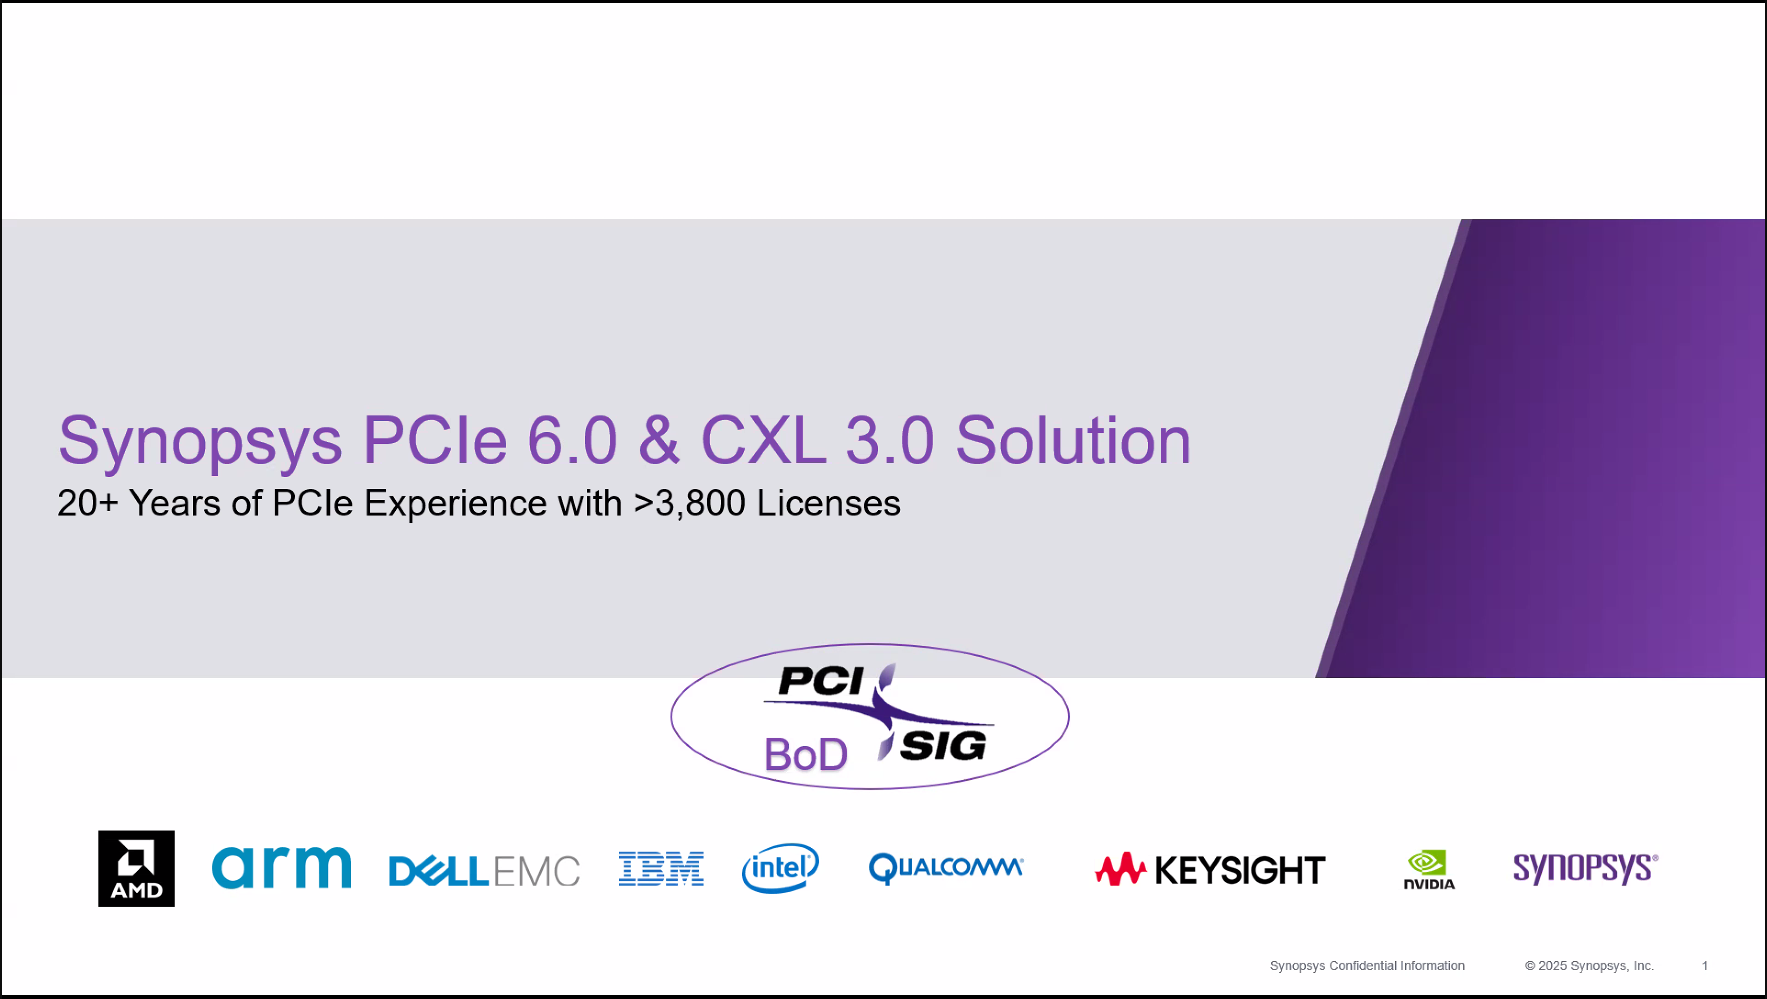 Synopsys PCIe 6.0 & CXL 3.0 Solution
20+ Years of PCIe Experience with >3,800 Licenses
PCI
SIG
BoD
AMD
arm
DELLEMC
IBM
intel®
QUALCOMM®
KEYSIGHT
NVIDIA
SYNOPSYS®
Synopsys Confidential Information
© 2025 Synopsys, Inc.
1